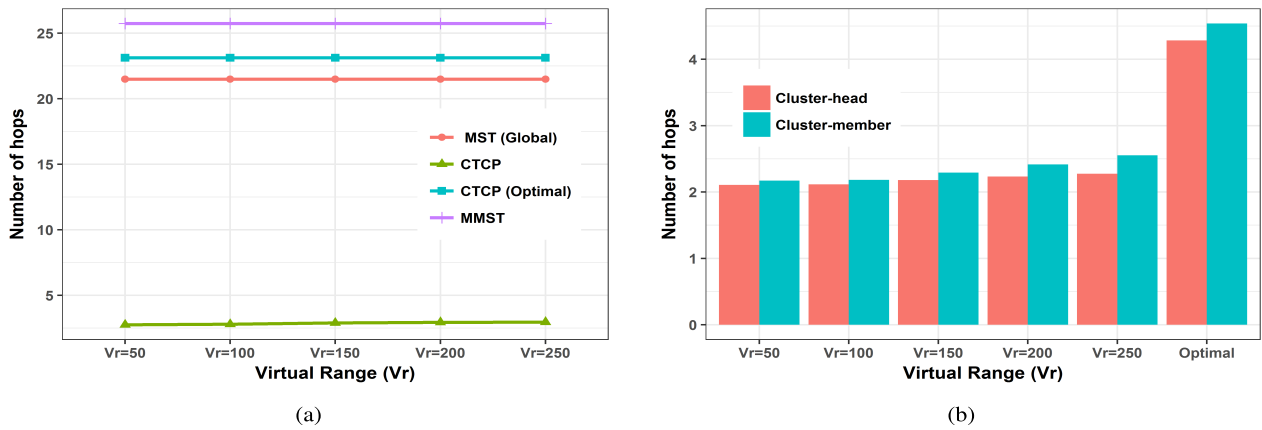 Number of hops
25
20
15
10
5
MST (Global)
CTCP
CTCP (Optimal)
MMST
Vr=50 Vr=100 Vr=150 Vr=200 Vr=250
Virtual Range (Vr)
(a)
Number of hops
4
3
2
1
0
Cluster-head
Cluster-member
Vr=50 Vr=100 Vr=150 Vr=200 Vr=250 Optimal
Virtual Range (Vr)
(b)